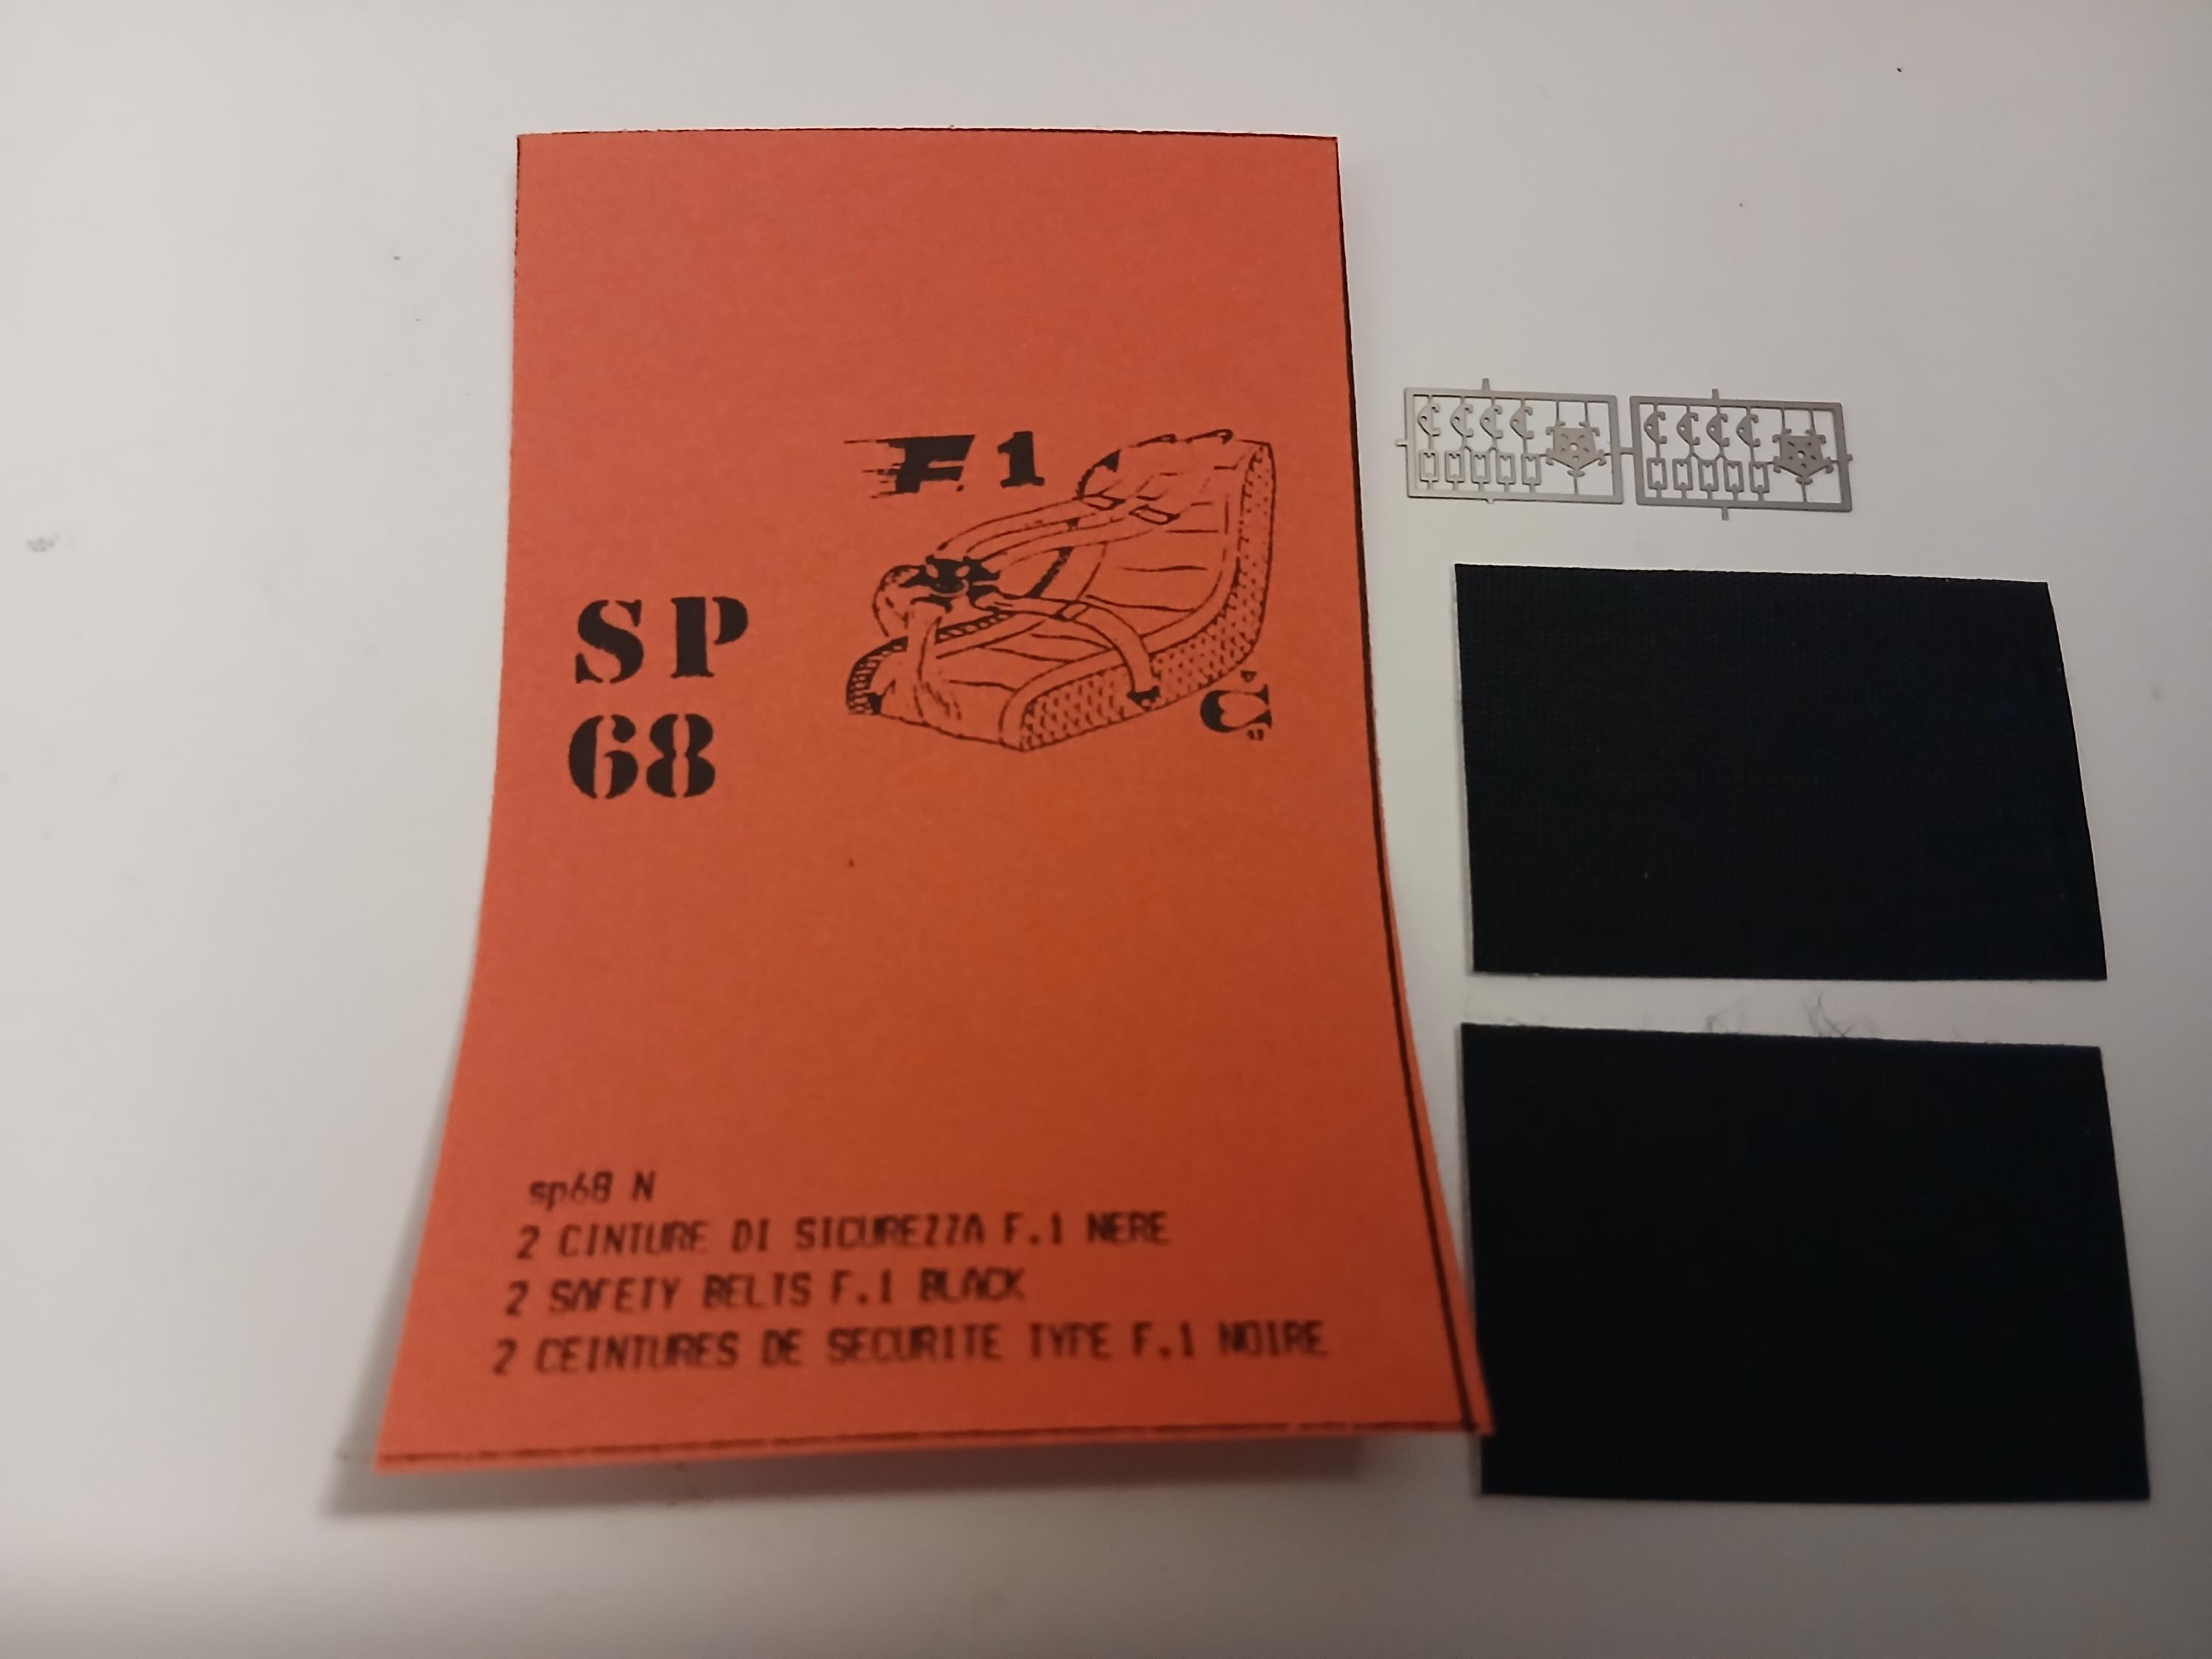 F.1
SP
68
sp68 N
2 CINTURE DI SICUREZZA F.1 NERE
2 SAFETY BELTS F.1 BLACK
2 CEINTURES DE SECURITE TYPE F.1 NOIRE